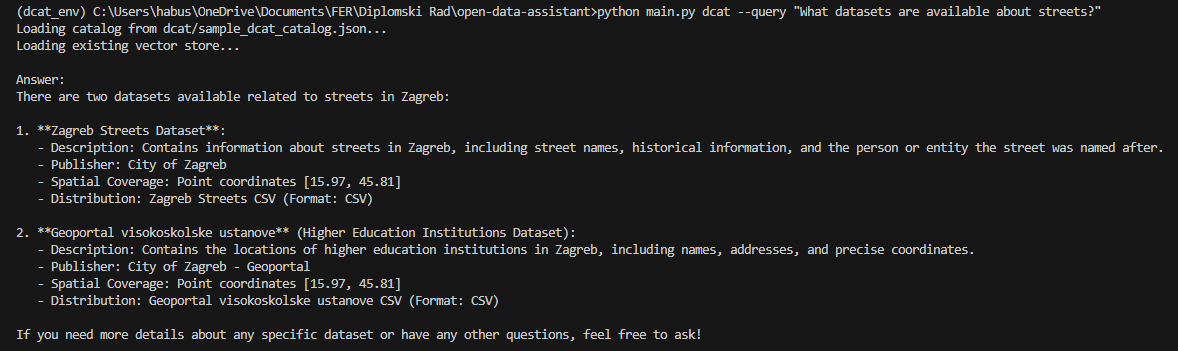 (dcat_env) C:\Users\habus\OneDrive\Documents\FER\Diplomski Rad\open-data-assistant>python main.py dcat --query "What datasets are available about streets?"
Loading catalog from dcat/sample_dcat_catalog.json...
Loading existing vector store...
Answer:
There are two datasets available related to streets in Zagreb:
1. **Zagreb Streets Dataset**:
- Description: Contains information about streets in Zagreb, including street names, historical information, and the person or entity the street was named after.
- Publisher: City of Zagreb
- Spatial Coverage: Point coordinates [15.97, 45.81]
- Distribution: Zagreb Streets CSV (Format: CSV)
2. **Geoportal visokoskolske ustanove** (Higher Education Institutions Dataset):
- Description: Contains the locations of higher education institutions in Zagreb, including names, addresses, and precise coordinates.
- Publisher: City of Zagreb - Geoportal
- Spatial Coverage: Point coordinates [15.97, 45.81]
- Distribution: Geoportal visokoskolske ustanove CSV (Format: CSV)
If you need more details about any specific dataset or have any other questions, feel free to ask!